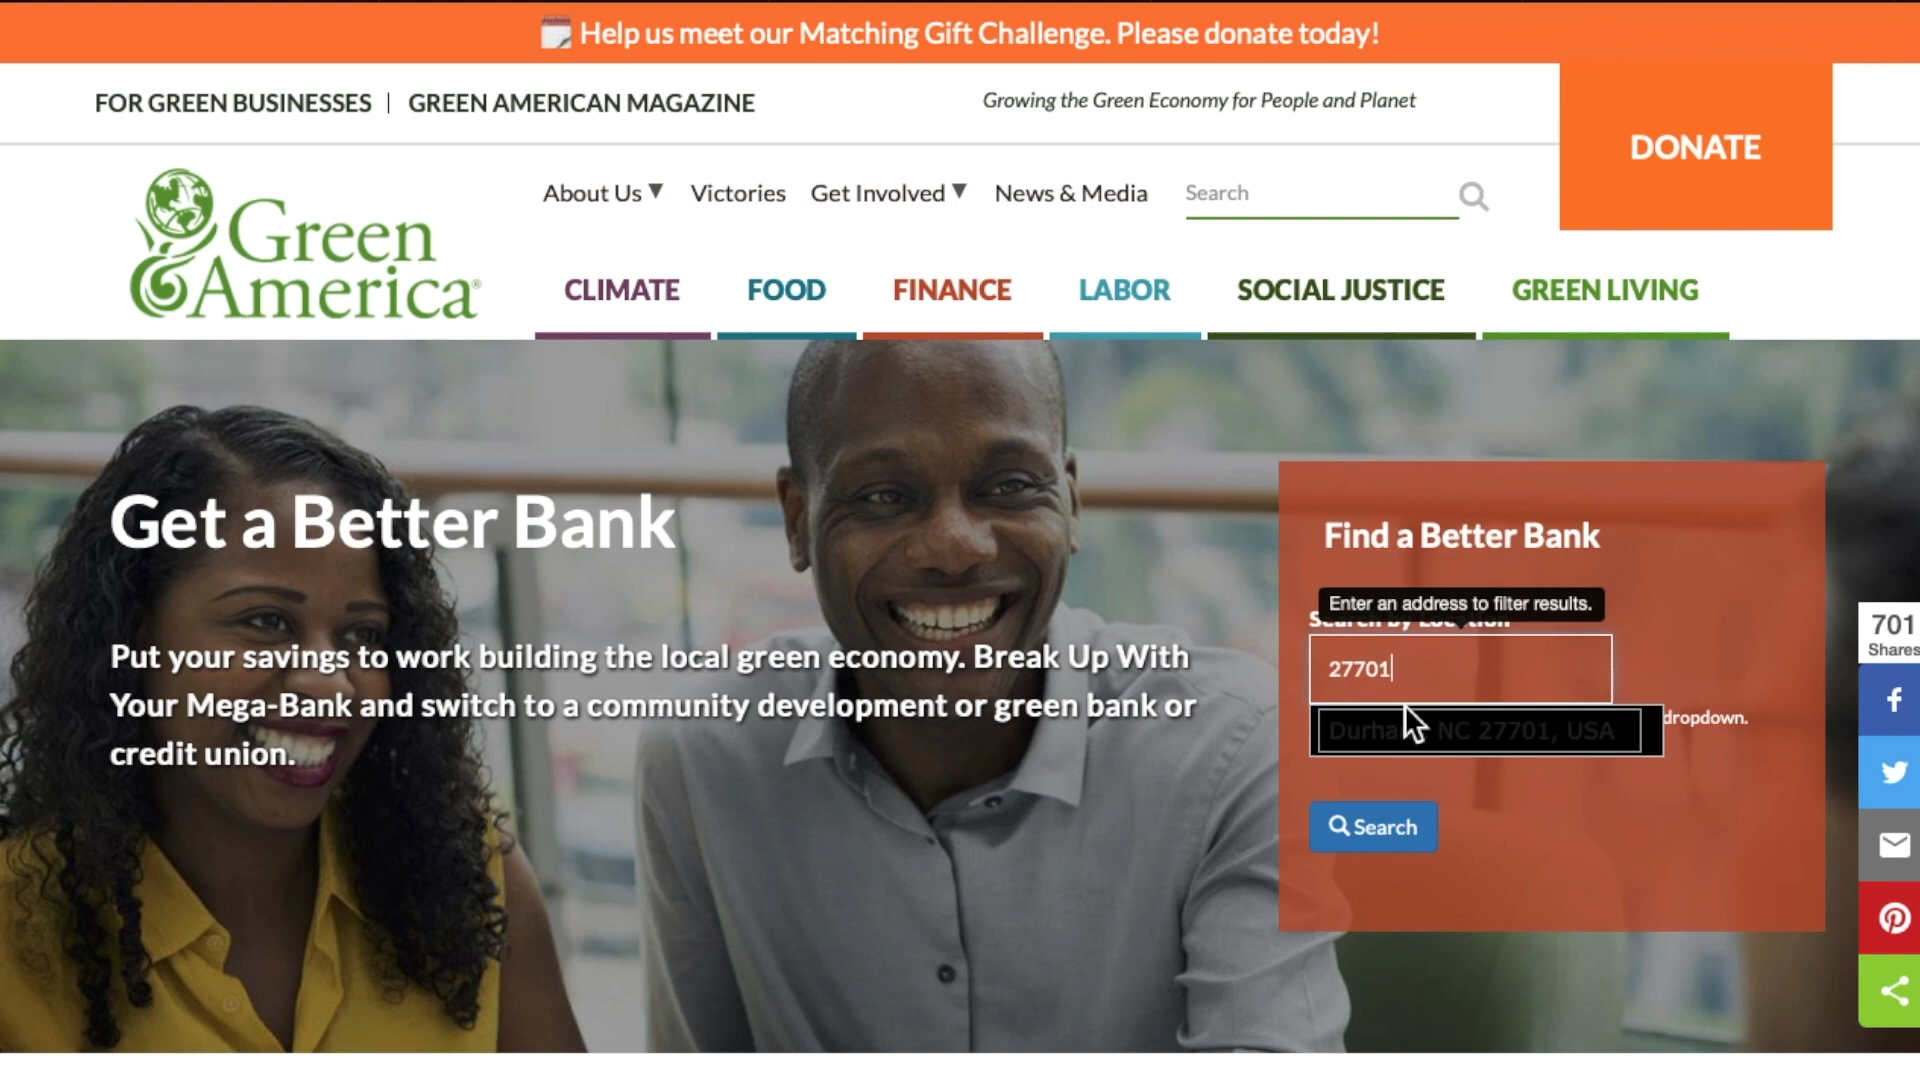 Help us meet our Matching Gift Challenge. Please donate today!
FOR GREEN BUSINESSES | GREEN AMERICAN MAGAZINE
Growing the Green Economy for People and Planet
DONATE
Green America®
About Us ▼ Victories Get Involved ▼ News & Media Search
CLIMATE FOOD FINANCE LABOR SOCIAL JUSTICE GREEN LIVING
Get a Better Bank
Put your savings to work building the local green economy. Break Up With
Your Mega-Bank and switch to a community development or green bank or
credit union.
Find a Better Bank
Enter an address to filter results.
Search by Location
27701
NC 27701, USA
dropdown.
Search
701
Shares